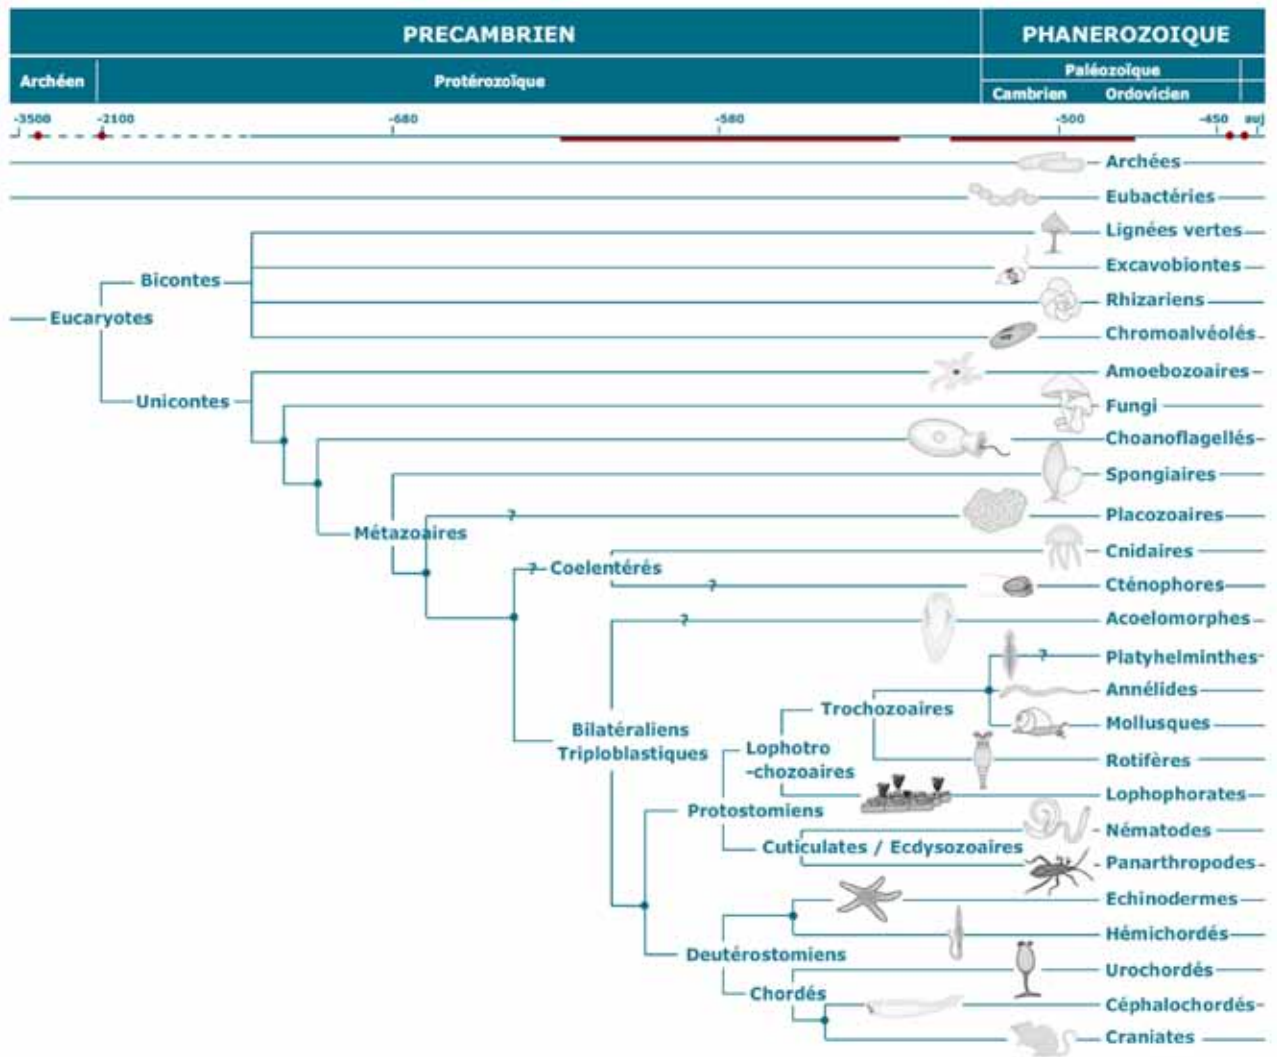 PRECAMBRIEN
PHANEROZOIQUE
Archéen
Protérozoïque
Paléozoïque
Cambrien
Ordovicien
-3500
-2100
-680
-580
-500
-450
auj
Archées
Eubactéries
Lignées vertes
Excavobiontes
Bicontes
Rhizariens
Eucaryotes
Chromoalvéolés
Amoebozoaires
Unicontes
Fungi
Choanoflagellés
Spongiaires
?
Placozoaires
Métazoaires
Cnidaires
?
Coelentérés
?
Cténophores
?
Acoelomorphes
?
Platyhelminthes
Annélides
Trochozoaires
Mollusques
Bilatéraliens
Triploblastiques
Lophotro
-chozoaires
Rotifères
Lophophorates
Protostomiens
Nématodes
Cuticulates / Ecdysozoaires
Panarthropodes
Echinodermes
Hémichordés
Deutérostomiens
Urochordés
Chordés
Céphalochordés
Craniates